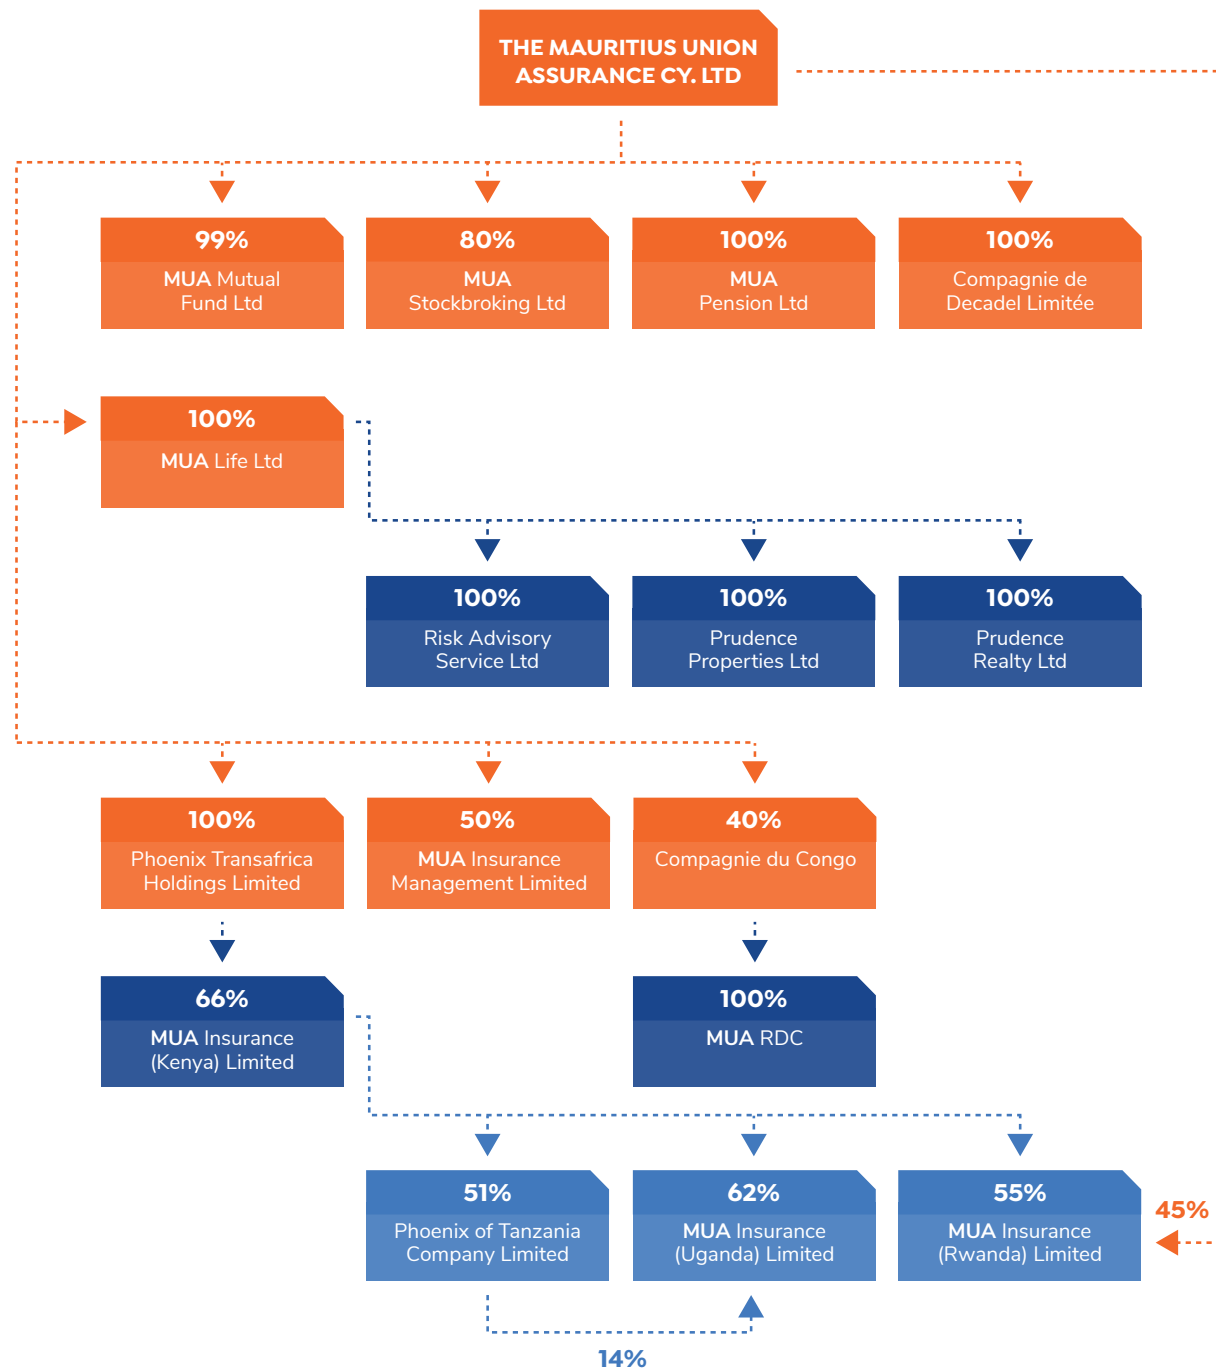 THE MAURITIUS UNION
ASSURANCE CY. LTD
99%
MUA Mutual
Fund Ltd
80%
MUA
Stockbroking Ltd
100%
MUA
Pension Ltd
100%
Compagnie de
Decadel Limitée
100%
MUA Life Ltd
100%
Risk Advisory
Service Ltd
100%
Prudence
Properties Ltd
100%
Prudence
Realty Ltd
100%
Phoenix Transafrica
Holdings Limited
50%
MUA Insurance
Management Limited
40%
Compagnie du Congo
66%
MUA Insurance
(Kenya) Limited
100%
MUA RDC
51%
Phoenix of Tanzania
Company Limited
62%
MUA Insurance
(Uganda) Limited
55%
MUA Insurance
(Rwanda) Limited
45%
14%